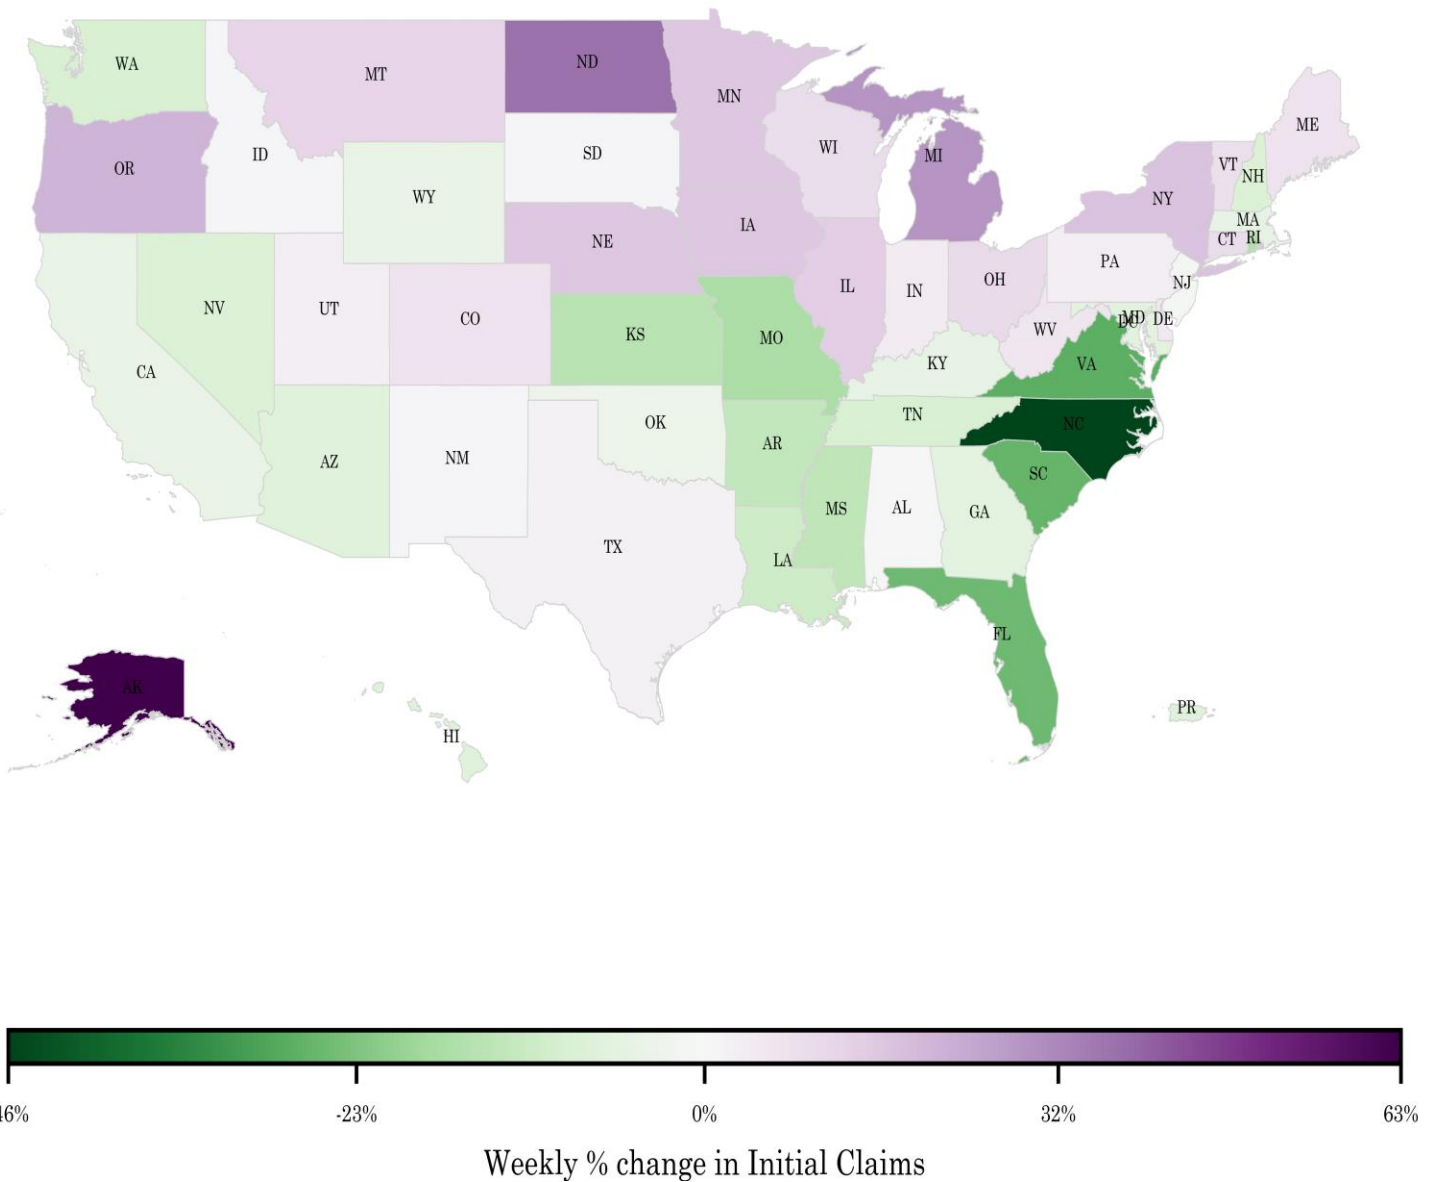 WA
MT
ND
MN
ME
OR
ID
SD
WI
MI
VT
NH
WY
NY
MA
IA
NE
CT
RI
PA
NV
UT
CO
IL
IN
OH
NJ
CA
KS
MO
WV
DC
MD
DE
KY
VA
AZ
NM
OK
AR
TN
NC
TX
MS
AL
GA
SC
LA
FL
AK
HI
PR
46%
-23%
0%
32%
63%
Weekly % change in Initial Claims